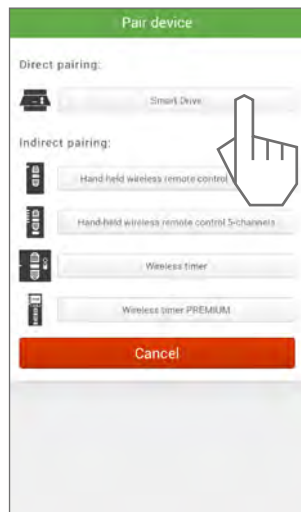 Pair device
Direct pairing:
Smart Drive
Indirect pairing:
Hand-held wireless remote control
Hand-held wireless remote control 5-channels
Wireless timer
Wireless timer PREMIUM
Cancel